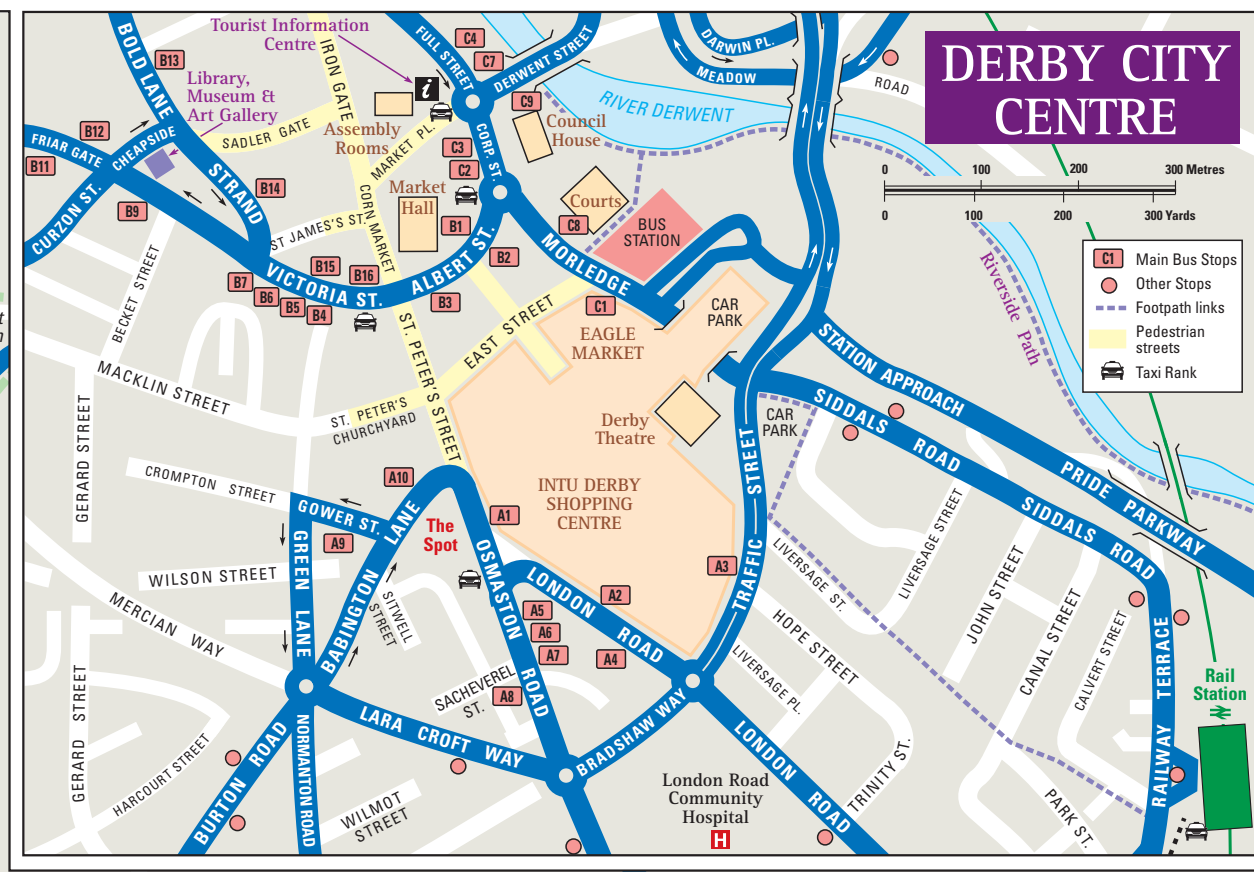 DERBY CITY
CENTRE
Tourist Information
Centre
i
Library,
Museum &
Art Gallery
BOLD LANE
B13
IRON GATE
FULL STREET
C4
C7
DERWENT STREET
DARWIN PL.
MEADOW
ROAD
RIVER DERWENT
C9
Council
House
Assembly
Rooms
MARKET PL.
SADLER GATE
B12
FRIAR GATE
B11
CHEAPSIDE
CURZON ST.
B9
STRAND
B14
C3
C2
CORP. ST.
Market
Hall
CORN MARKET
ST JAMES'S ST.
B1
B2
Courts
C8
BUS
STATION
MORLEDGE
C1
ALBERT ST.
B3
VICTORIA ST.
B15
B16
B7
B6
B5
B4
BECKET STREET
EAST STREET
EAGLE
MARKET
CAR
PARK
0 100 200 300 Metres
0 100 200 300 Yards
C1 Main Bus Stops
Other Stops
Footpath links
Pedestrian
streets
Taxi Rank
Riverside Path
ST. PETER'S STREET
ST. PETER'S
CHURCHYARD
MACKLIN STREET
GERARD STREET
Derby
Theatre
CAR
PARK
STATION APPROACH
SIDDALS ROAD
PRIDE PARKWAY
SIDDALS ROAD
CROMPTON STREET
A10
GOWER ST.
A9
The
Spot
A1
INTU DERBY
SHOPPING
CENTRE
TRAFFIC STREET
A3
GREEN LANE
BABINGTON LANE
OSMASTON ROAD
LONDON ROAD
A2
A5
A6
A7
A4
A8
WILSON STREET
MERCIAN WAY
SITWELL
STREET
SACHEVEREL
ST.
LIVERSAGE ST.
LIVERSAGE STREET
HOPE STREET
LIVERSAGE PL.
JOHN STREET
CANAL STREET
CALVERT STREET
RAILWAY TERRACE
Rail
Station
GERARD STREET
HARCOURT STREET
BURTON ROAD
NORMANTON ROAD
LARA CROFT WAY
BRADSHAW WAY
WILMOT
STREET
London Road
Community
Hospital
H
LONDON ROAD
TRINITY ST.
PARK ST.